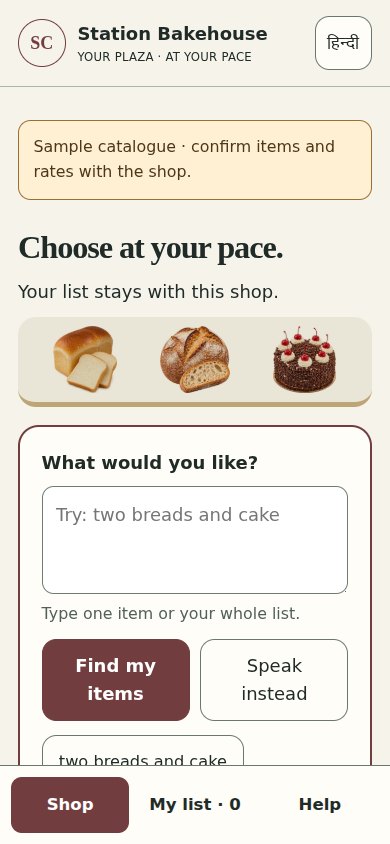 SC
Station Bakehouse
YOUR PLAZA · AT YOUR PACE
हिन्दी
Sample catalogue · confirm items and
rates with the shop.
Choose at your pace.
Your list stays with this shop.
What would you like?
Try: two breads and cake
Type one item or your whole list.
Find my
items
Speak
instead
two breads and cake
Shop
My list · 0
Help